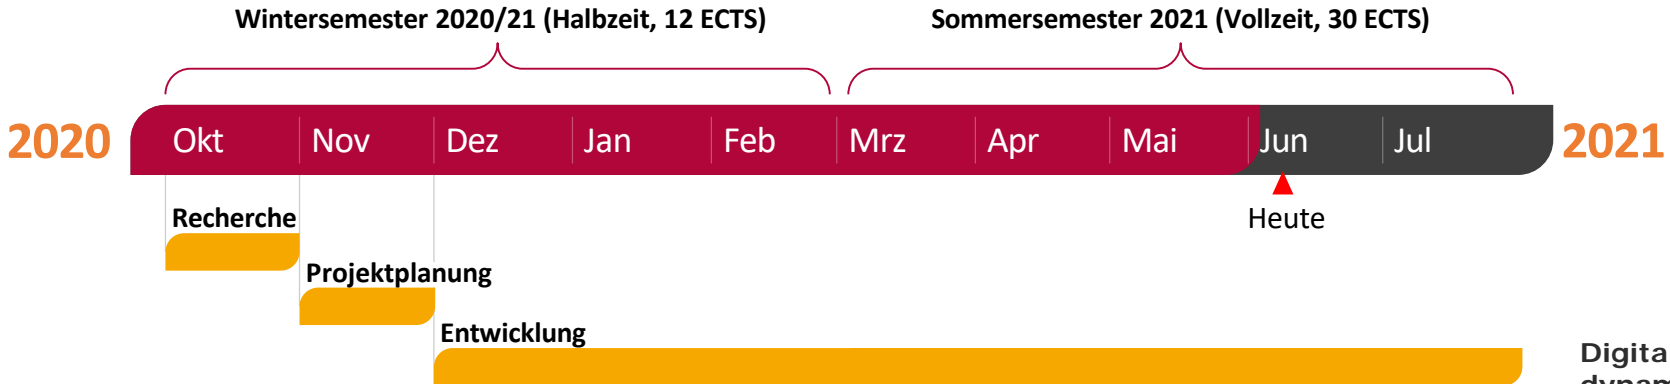 Wintersemester 2020/21 (Halbzeit, 12 ECTS) Sommersemester 2021 (Vollzeit, 30 ECTS)
2020 Okt Nov Dez Jan Feb Mrz Apr Mai Jun Jul 2021
Recherche
Heute
Projektplanung
Entwicklung
Digita